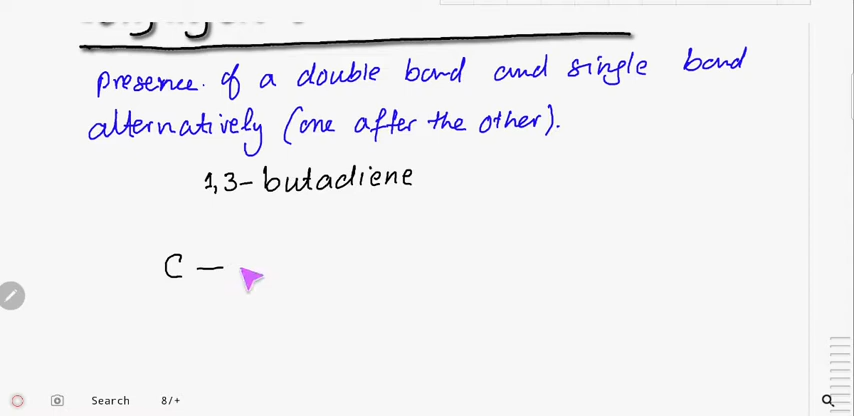 Presence of a double bond and single bond
alternatively (one after the other).
1,3-butadiene
C —
Search 8/+